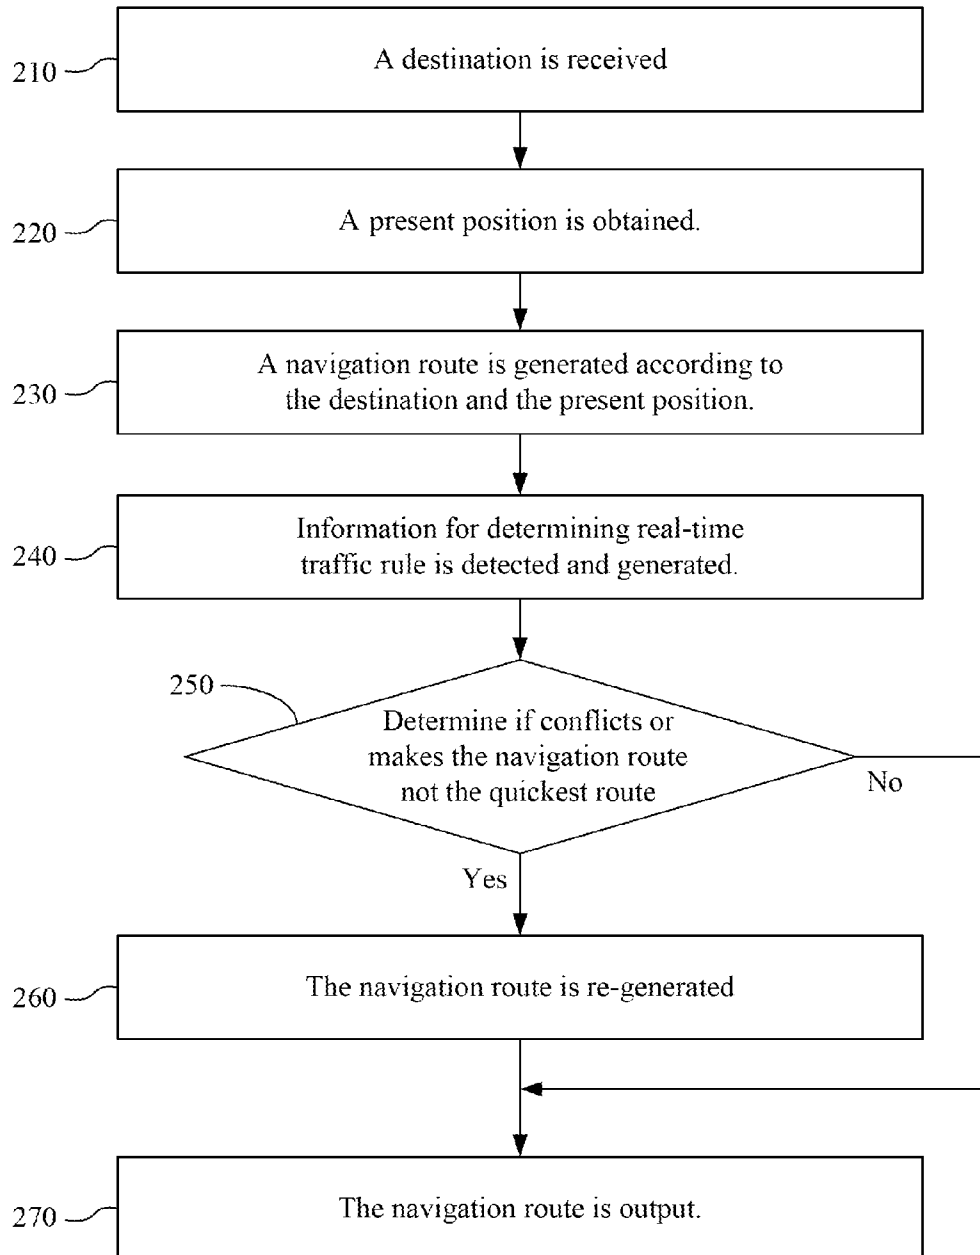 210
A destination is received
220
A present position is obtained.
230
A navigation route is generated according to
the destination and the present position.
240
Information for determining real-time
traffic rule is detected and generated.
250
Determine if conflicts or
makes the navigation route
not the quickest route
No
Yes
260
The navigation route is re-generated
270
The navigation route is output.